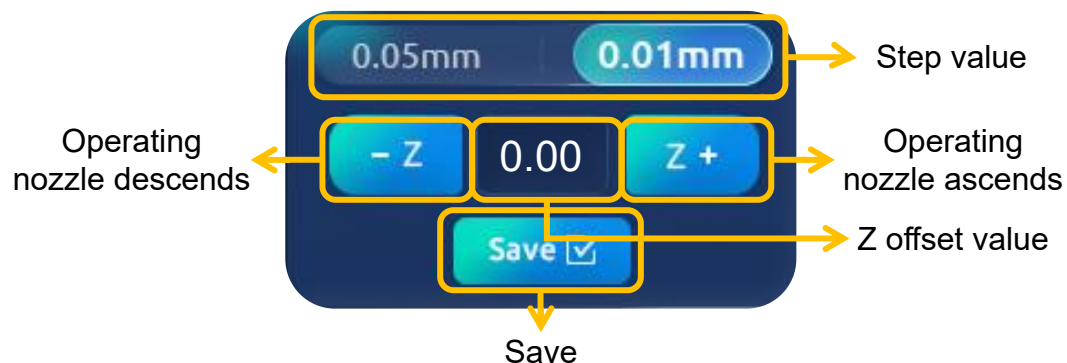 0.05mm 0.01mm
Step value
Operating
nozzle descends
– Z
0.00
Z +
Operating
nozzle ascends
Z offset value
Save
Save